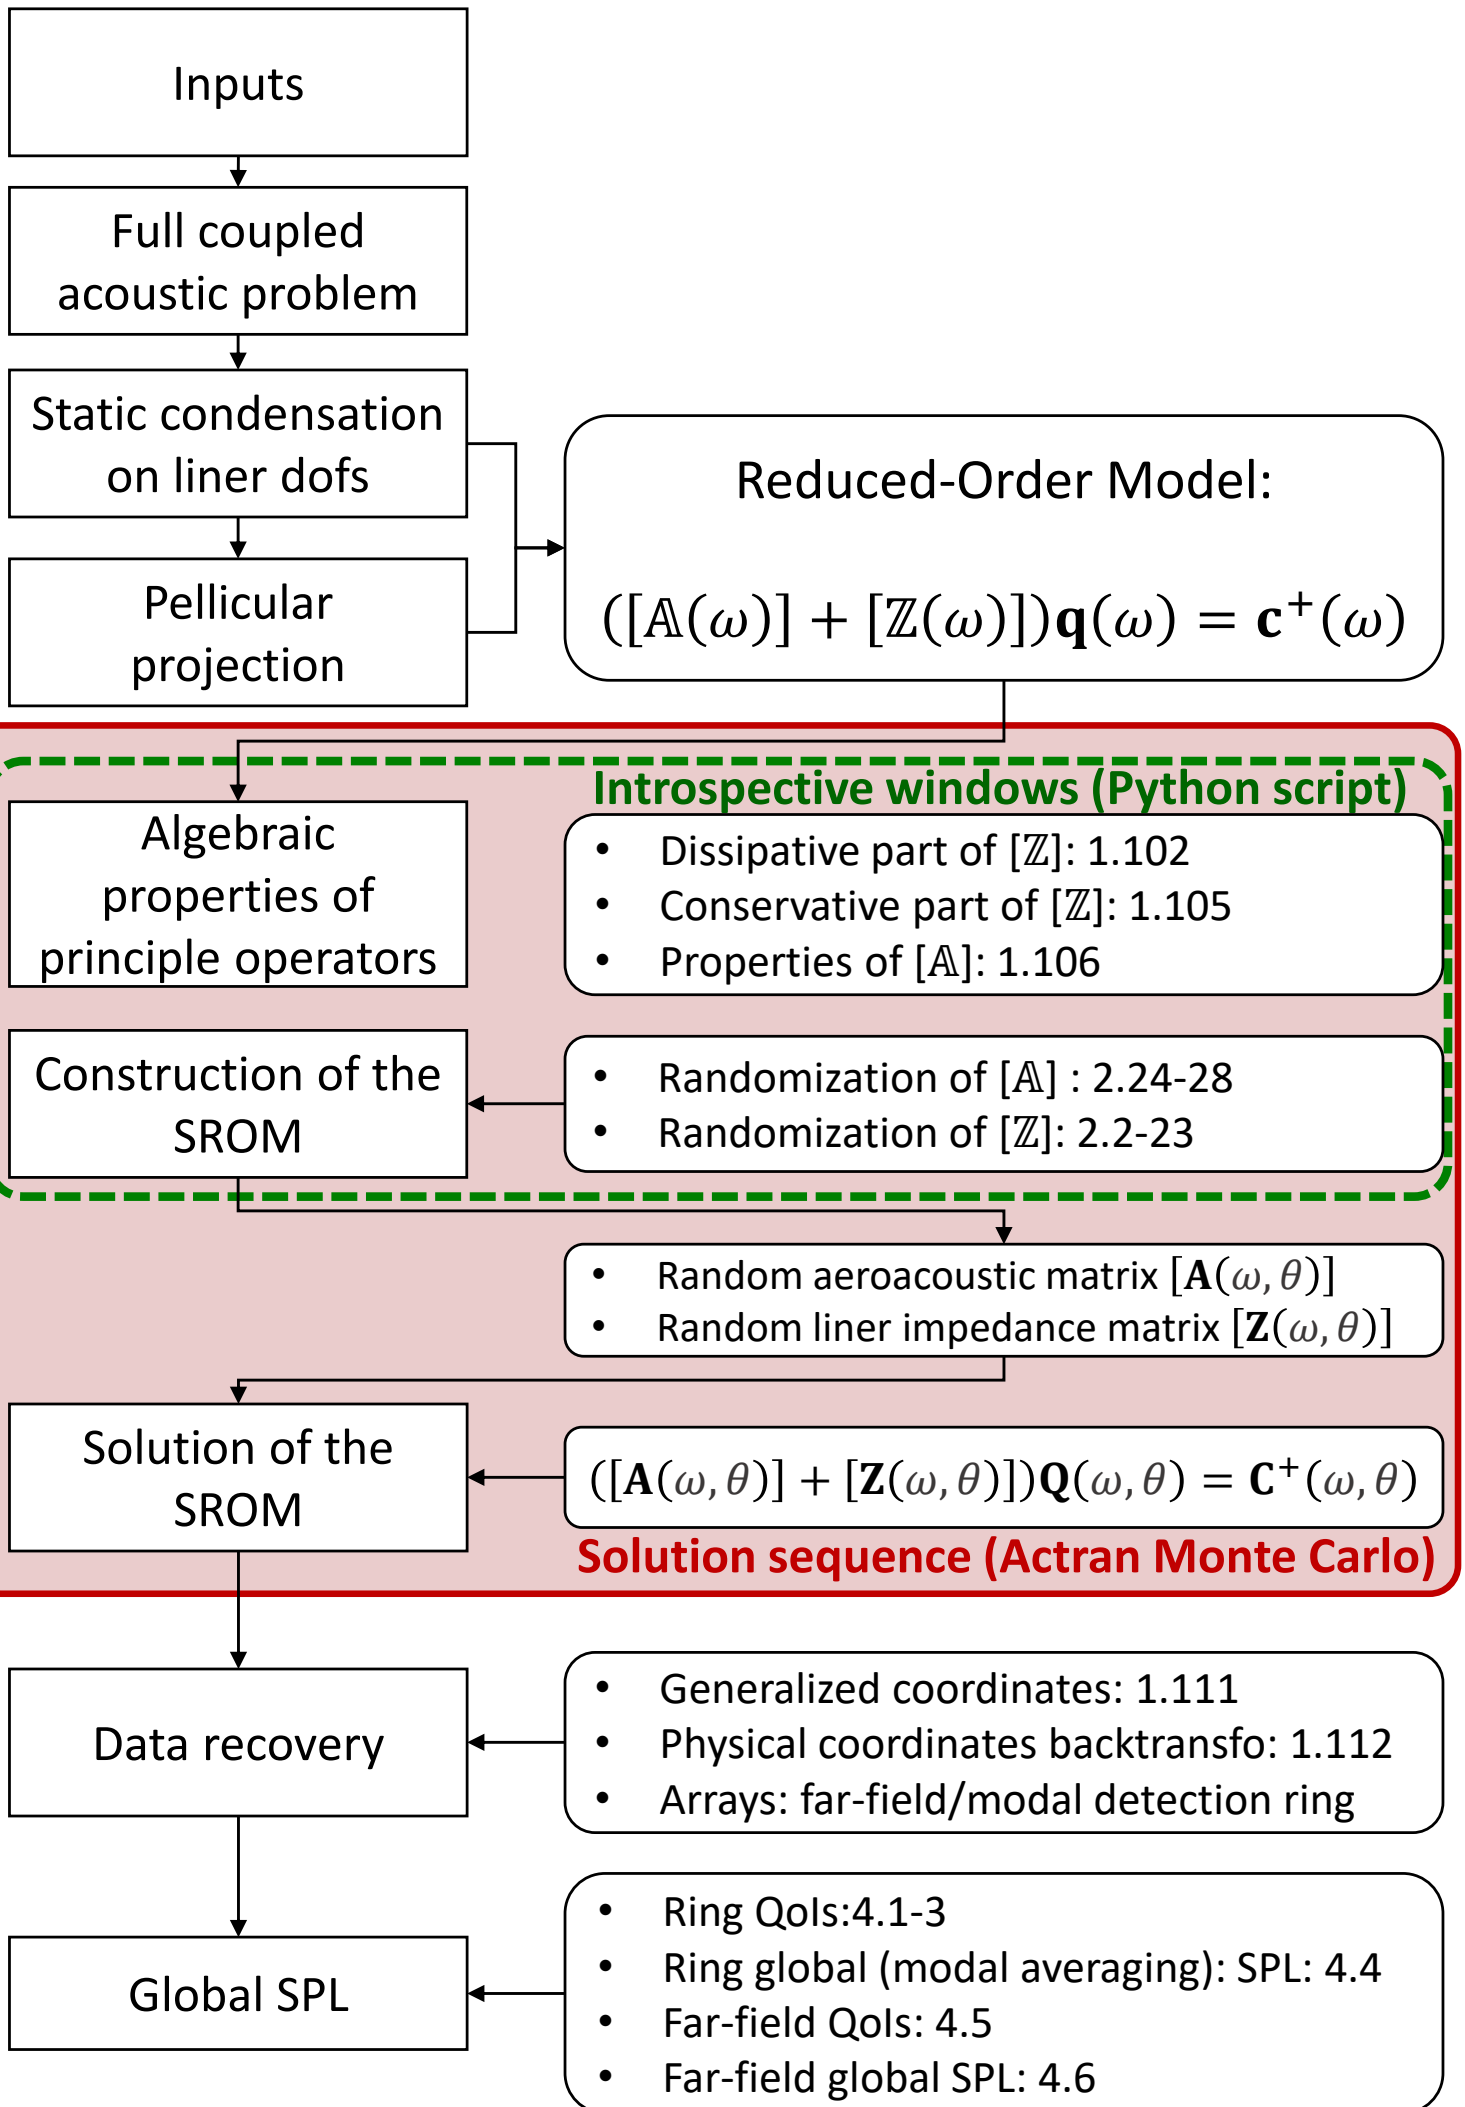 Inputs
Full coupled
acoustic problem
Static condensation
on liner dofs
Pellicular
projection
Reduced-Order Model:
([𝔸(ω)] + [ℤ(ω)])𝐪(ω) = 𝐜⁺(ω)
Introspective windows (Python script)
Algebraic
properties of
principle operators
• Dissipative part of [ℤ]: 1.102
• Conservative part of [ℤ]: 1.105
• Properties of [𝔸]: 1.106
Construction of the
SROM
• Randomization of [𝔸] : 2.24-28
• Randomization of [ℤ]: 2.2-23
• Random aeroacoustic matrix [𝐀(ω, θ)]
• Random liner impedance matrix [𝐙(ω, θ)]
Solution of the
SROM
([𝐀(ω, θ)] + [𝐙(ω, θ)])𝐐(ω, θ) = 𝐂⁺(ω, θ)
Solution sequence (Actran Monte Carlo)
Data recovery
• Generalized coordinates: 1.111
• Physical coordinates backtransfo: 1.112
• Arrays: far-field/modal detection ring
Global SPL
• Ring QoIs:4.1-3
• Ring global (modal averaging): SPL: 4.4
• Far-field QoIs: 4.5
• Far-field global SPL: 4.6